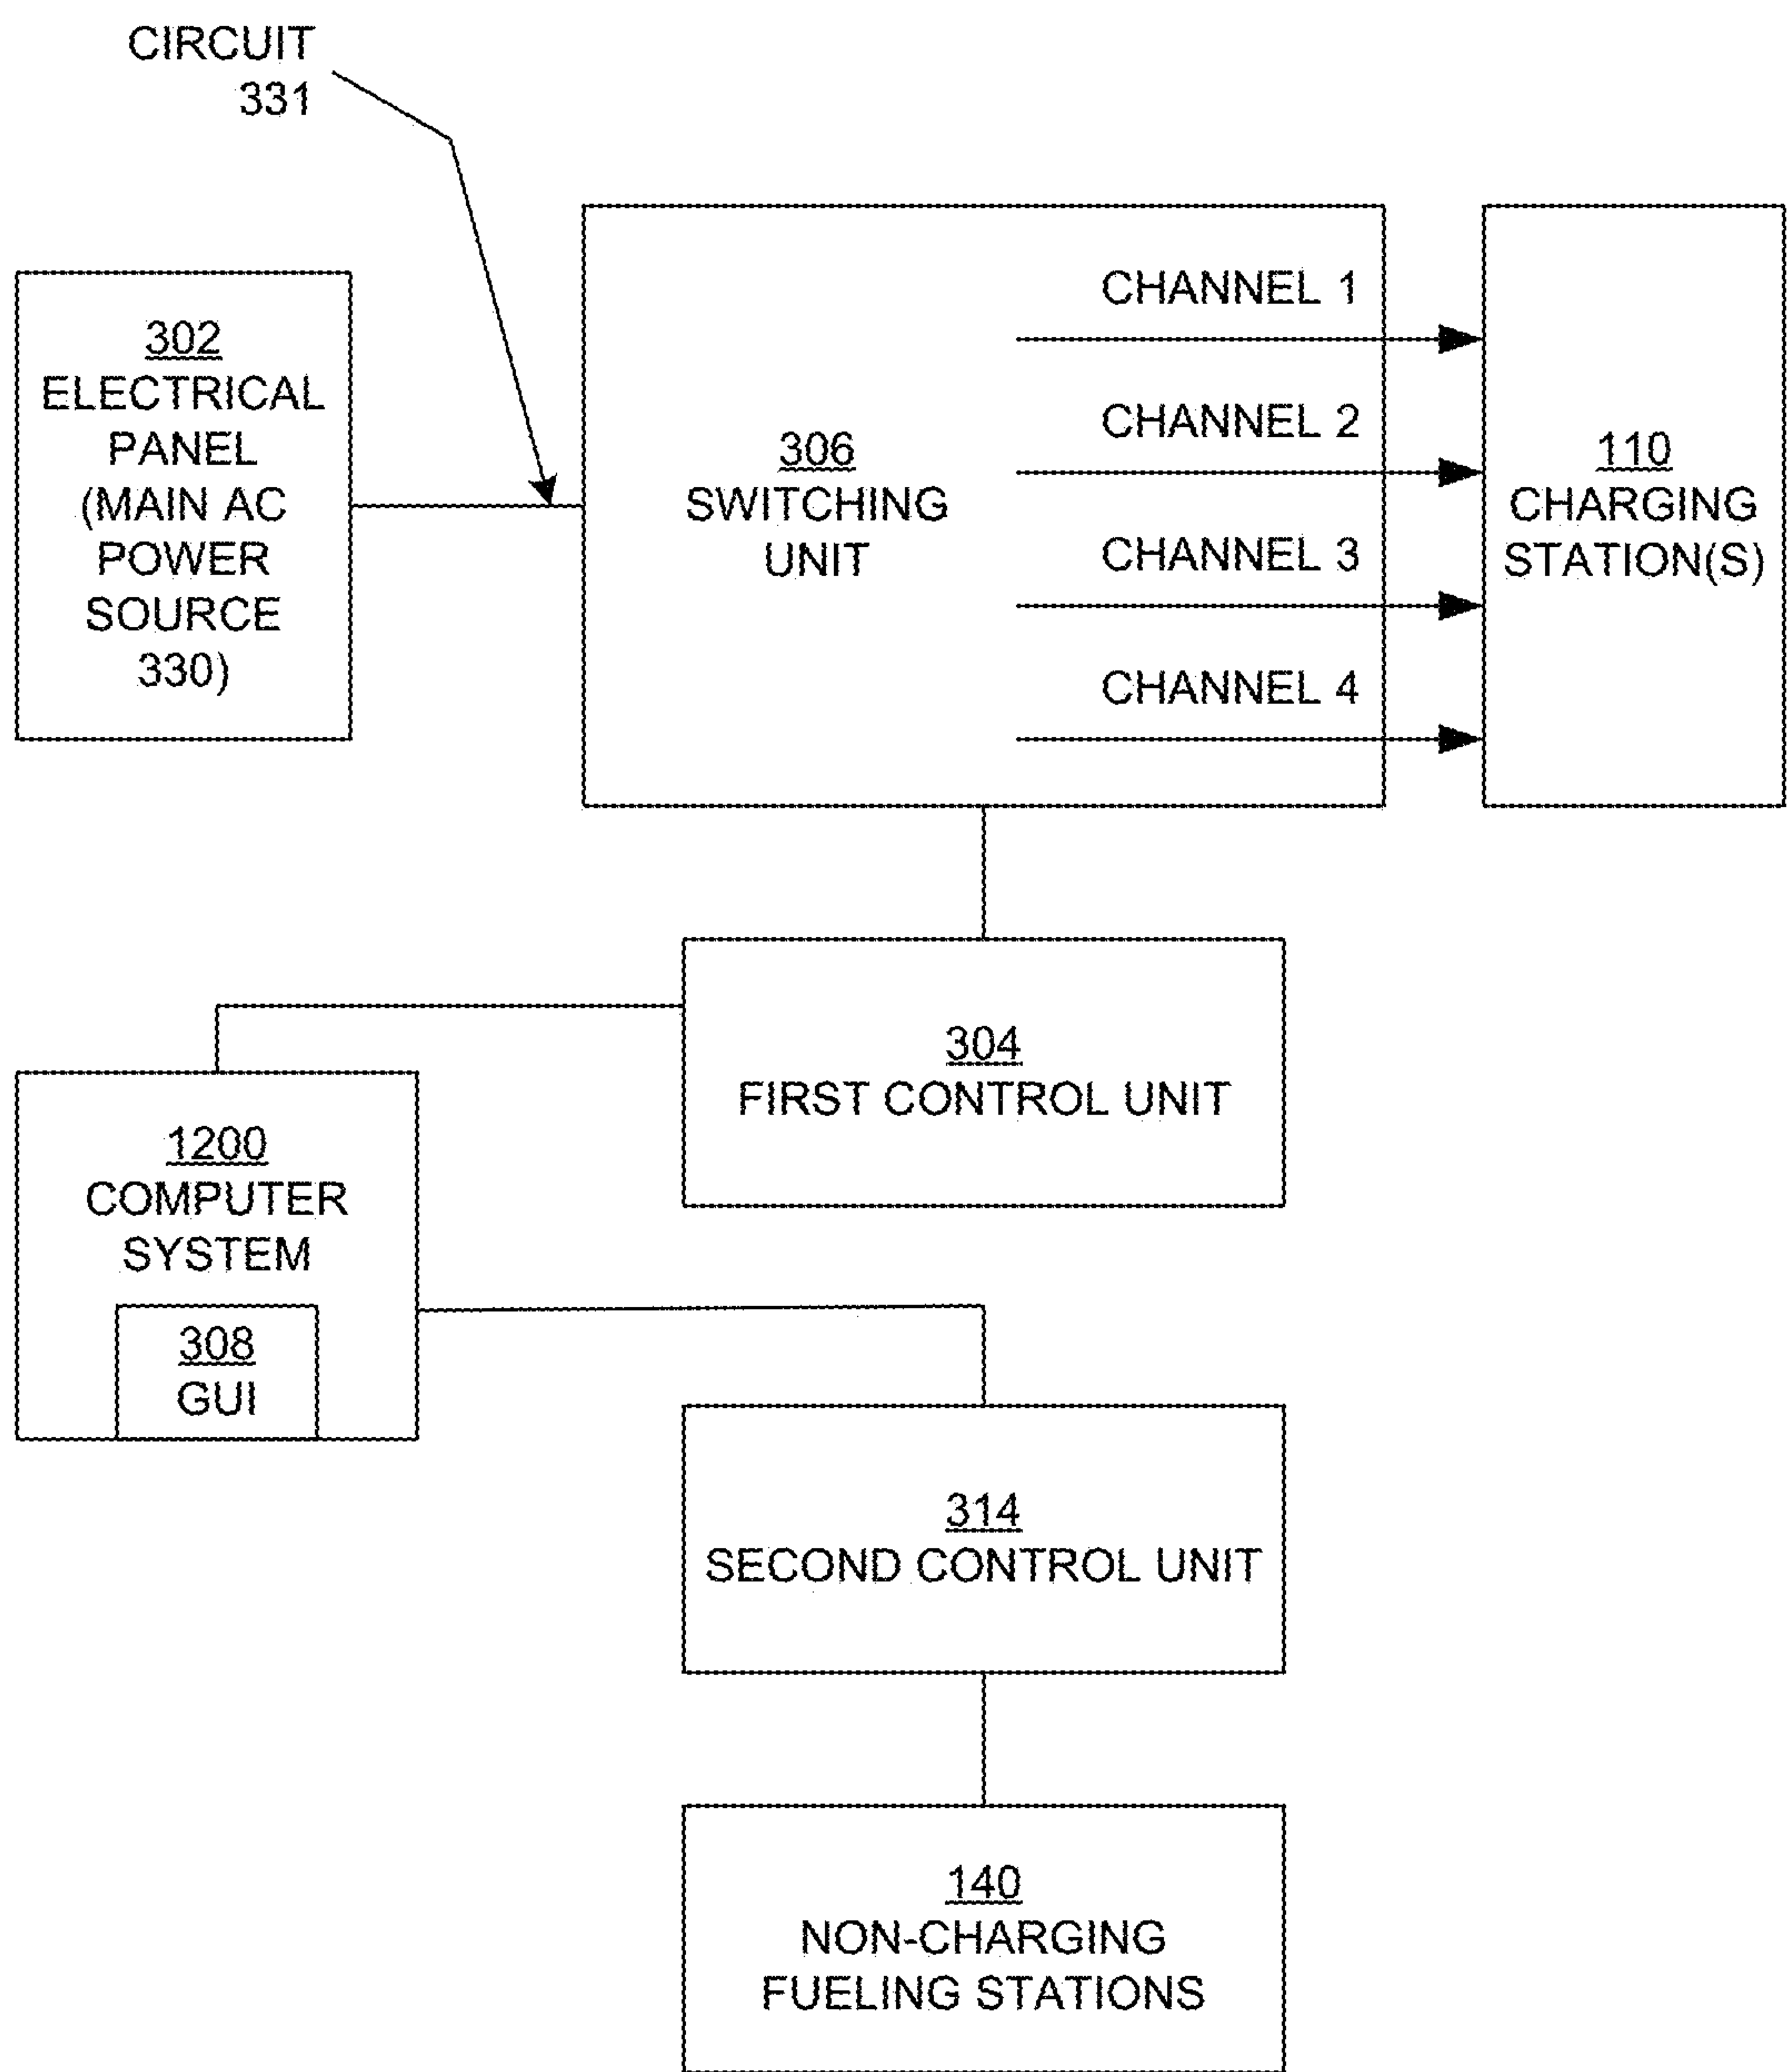 CIRCUIT
331
302
ELECTRICAL
PANEL
(MAIN AC
POWER
SOURCE
330)
306
SWITCHING
UNIT
CHANNEL 1
CHANNEL 2
CHANNEL 3
CHANNEL 4
110
CHARGING
STATION(S)
304
FIRST CONTROL UNIT
1200
COMPUTER
SYSTEM
308
GUI
314
SECOND CONTROL UNIT
140
NON-CHARGING
FUELING STATIONS